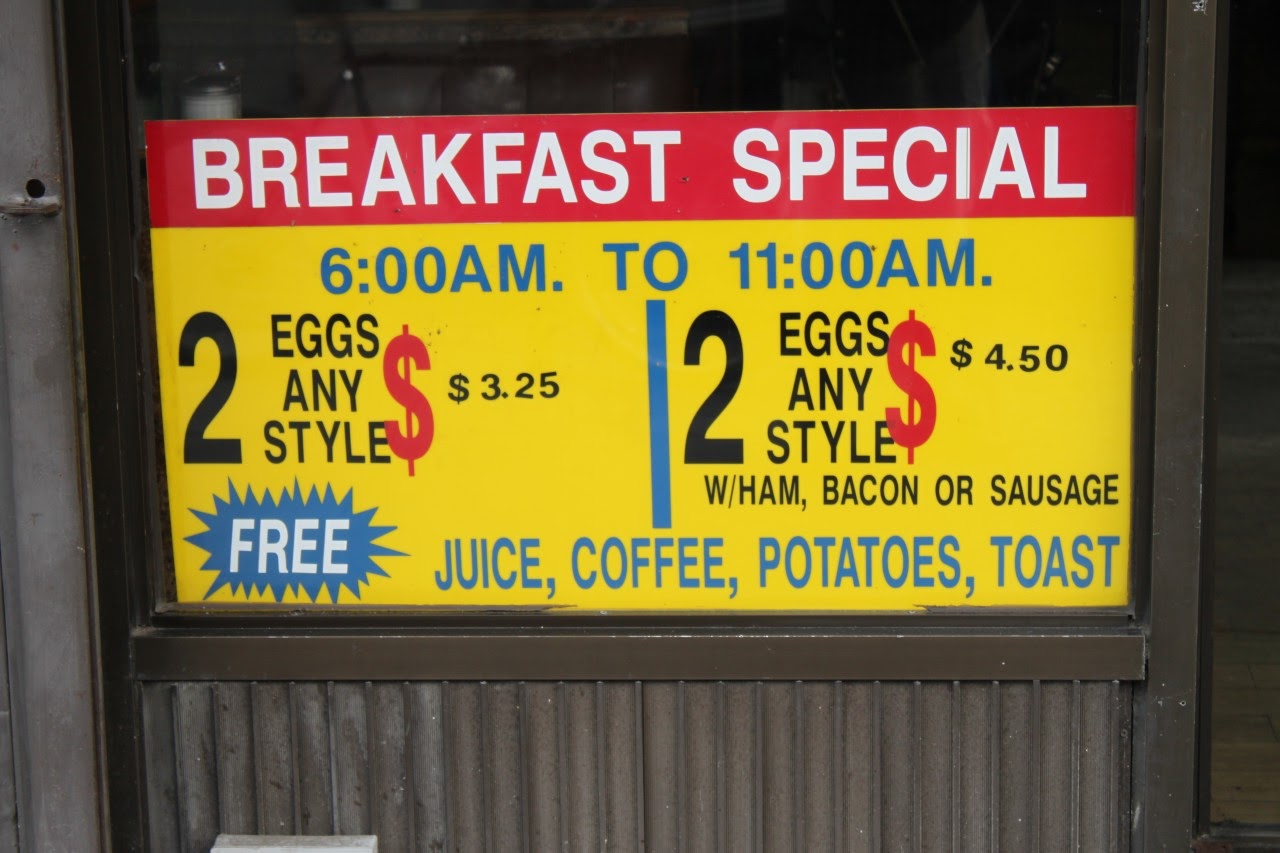 BREAKFAST SPECIAL
6:00AM. TO 11:00AM.
2 EGGS ANY STYLE $ $3.25
2 EGGS ANY STYLE $ $4.50
W/HAM, BACON OR SAUSAGE
FREE JUICE, COFFEE, POTATOES, TOAST